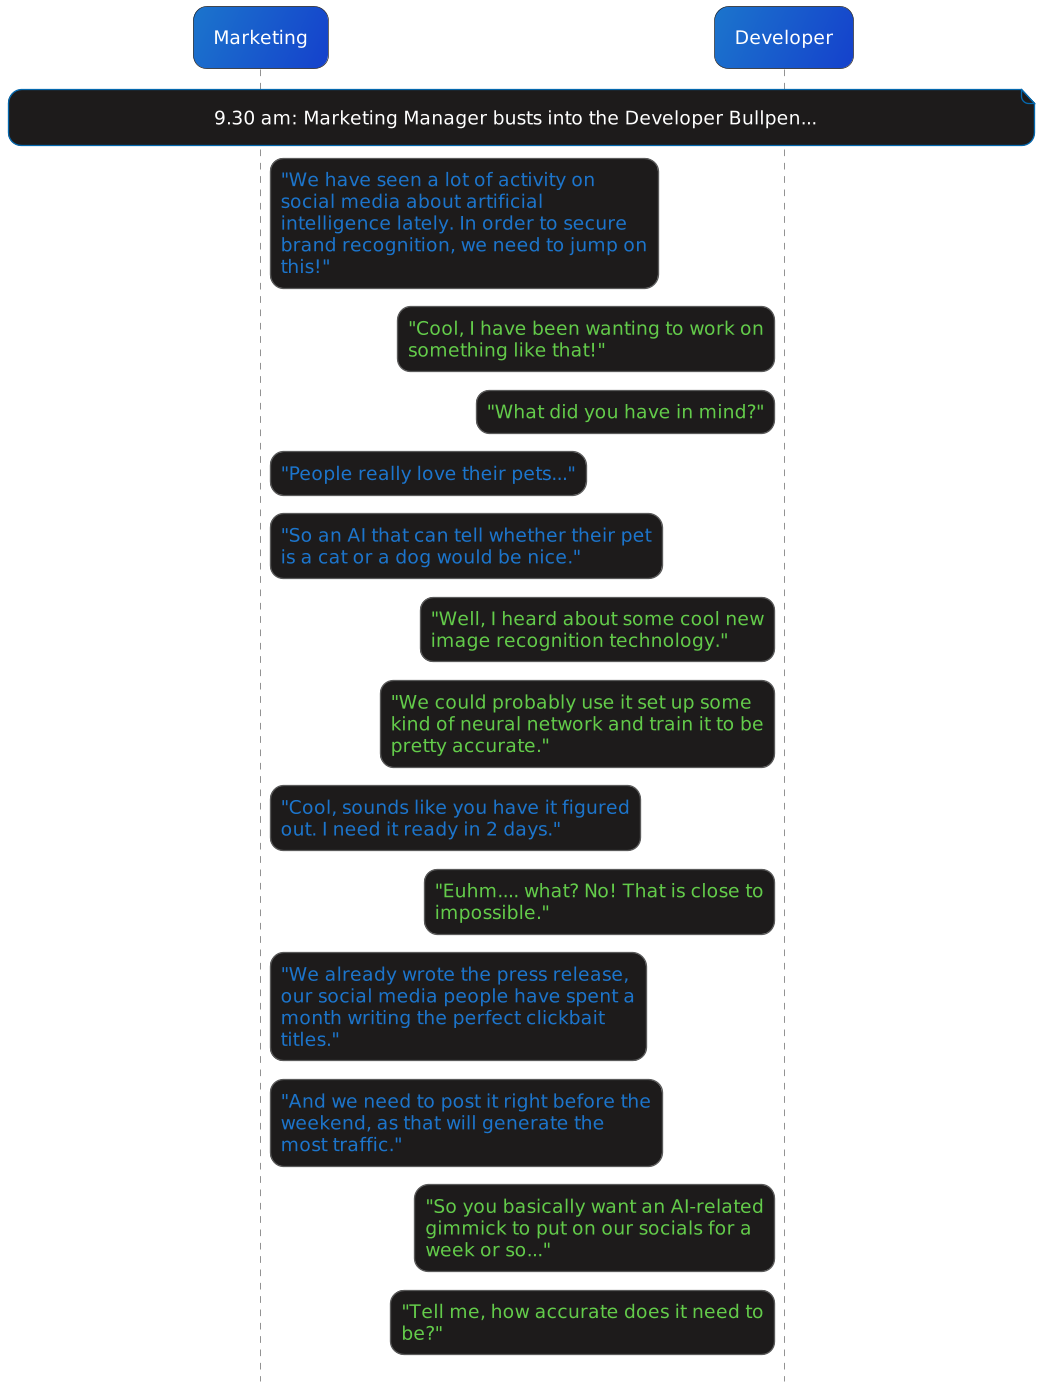 Marketing
Developer
9.30 am: Marketing Manager busts into the Developer Bullpen...
"We have seen a lot of activity on
social media about artificial
intelligence lately. In order to secure
brand recognition, we need to jump on
this!"
"Cool, I have been wanting to work on
something like that!"
"What did you have in mind?"
"People really love their pets..."
"So an AI that can tell whether their pet
is a cat or a dog would be nice."
"Well, I heard about some cool new
image recognition technology."
"We could probably use it set up some
kind of neural network and train it to be
pretty accurate."
"Cool, sounds like you have it figured
out. I need it ready in 2 days."
"Euhm.... what? No! That is close to
impossible."
"We already wrote the press release,
our social media people have spent a
month writing the perfect clickbait
titles."
"And we need to post it right before the
weekend, as that will generate the
most traffic."
"So you basically want an AI-related
gimmick to put on our socials for a
week or so..."
"Tell me, how accurate does it need to
be?"